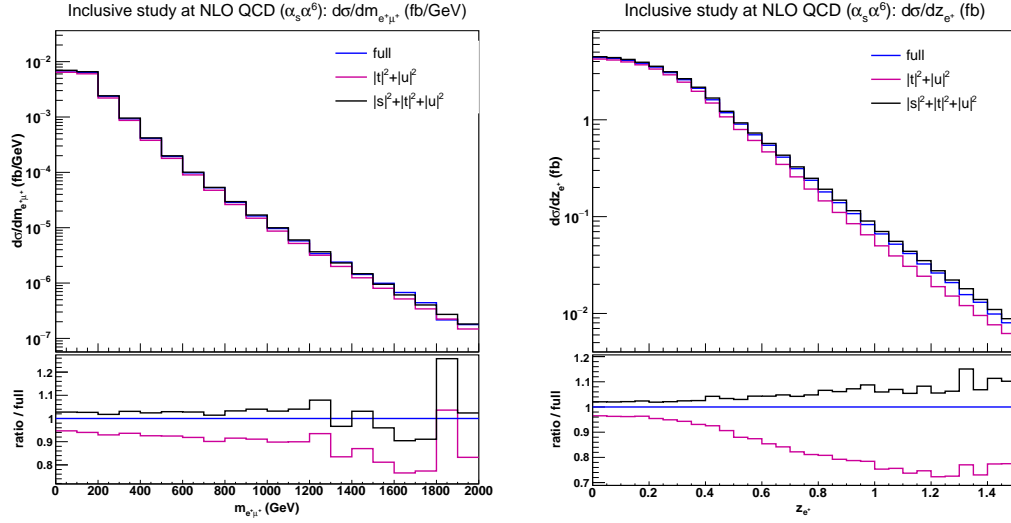 Inclusive study at NLO QCD (α_sα^6): dσ/dm_{e^+μ^+} (fb/GeV)
dσ/dm_{e^+μ^+} (fb/GeV)
10^{−2}
10^{−3}
10^{−4}
10^{−5}
10^{−6}
10^{−7}
full
|t|^2+|u|^2
|s|^2+|t|^2+|u|^2
ratio / full
1.2
1.1
1
0.9
0.8
0 200 400 600 800 1000 1200 1400 1600 1800 2000
m_{e^+μ^+} (GeV)
Inclusive study at NLO QCD (α_sα^6): dσ/dz_{e^+} (fb)
dσ/dz_{e^+} (fb)
1
10^{−1}
10^{−2}
full
|t|^2+|u|^2
|s|^2+|t|^2+|u|^2
ratio / full
1.2
1.1
1.0
0.9
0.8
0.7
0 0.2 0.4 0.6 0.8 1 1.2 1.4
z_{e^+}